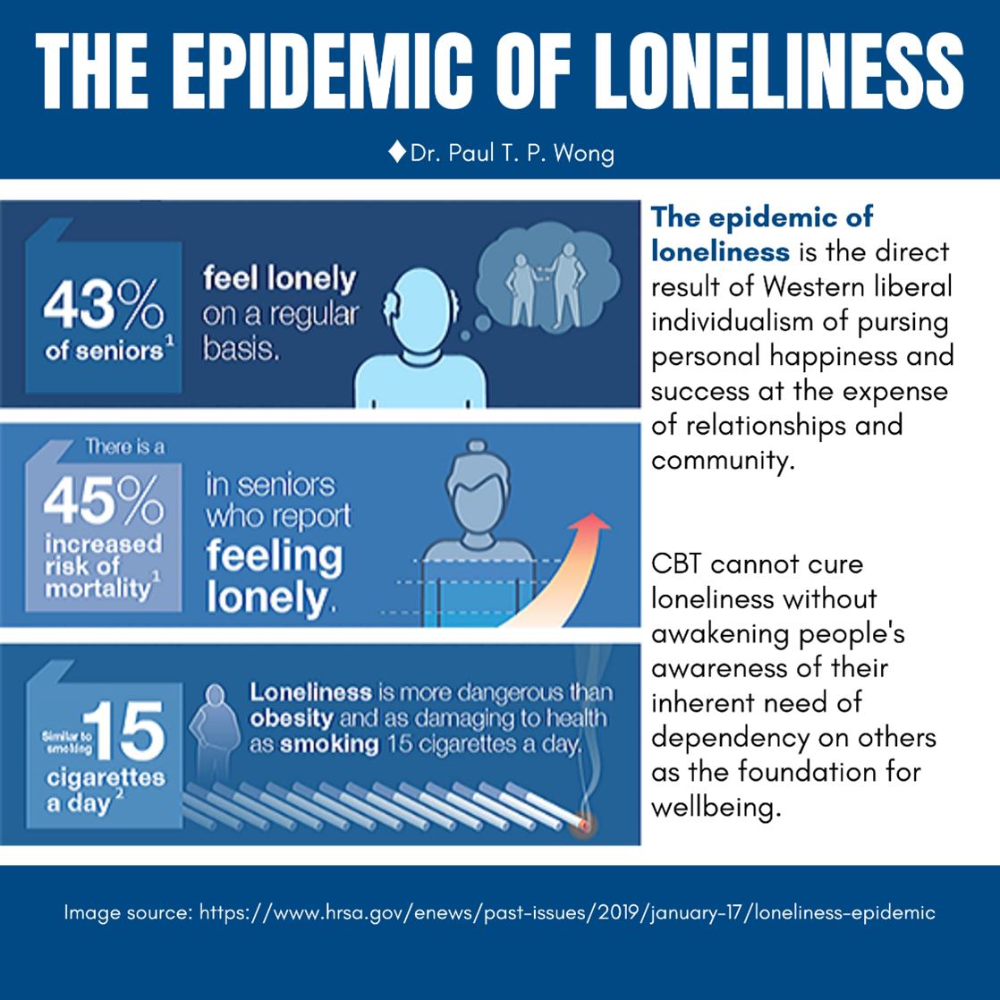 THE EPIDEMIC OF LONELINESS
♦Dr. Paul T. P. Wong
43%
of seniors1
feel lonely
on a regular
basis.
There is a
45%
increased
risk of
mortality1
in seniors
who report
feeling
lonely.
Similar to
smoking
15
cigarettes
a day2
Loneliness is more dangerous than
obesity and as damaging to health
as smoking 15 cigarettes a day.
The epidemic of
loneliness is the direct
result of Western liberal
individualism of pursing
personal happiness and
success at the expense
of relationships and
community.
CBT cannot cure
loneliness without
awakening people's
awareness of their
inherent need of
dependency on others
as the foundation for
wellbeing.
Image source: https://www.hrsa.gov/enews/past-issues/2019/january-17/loneliness-epidemic